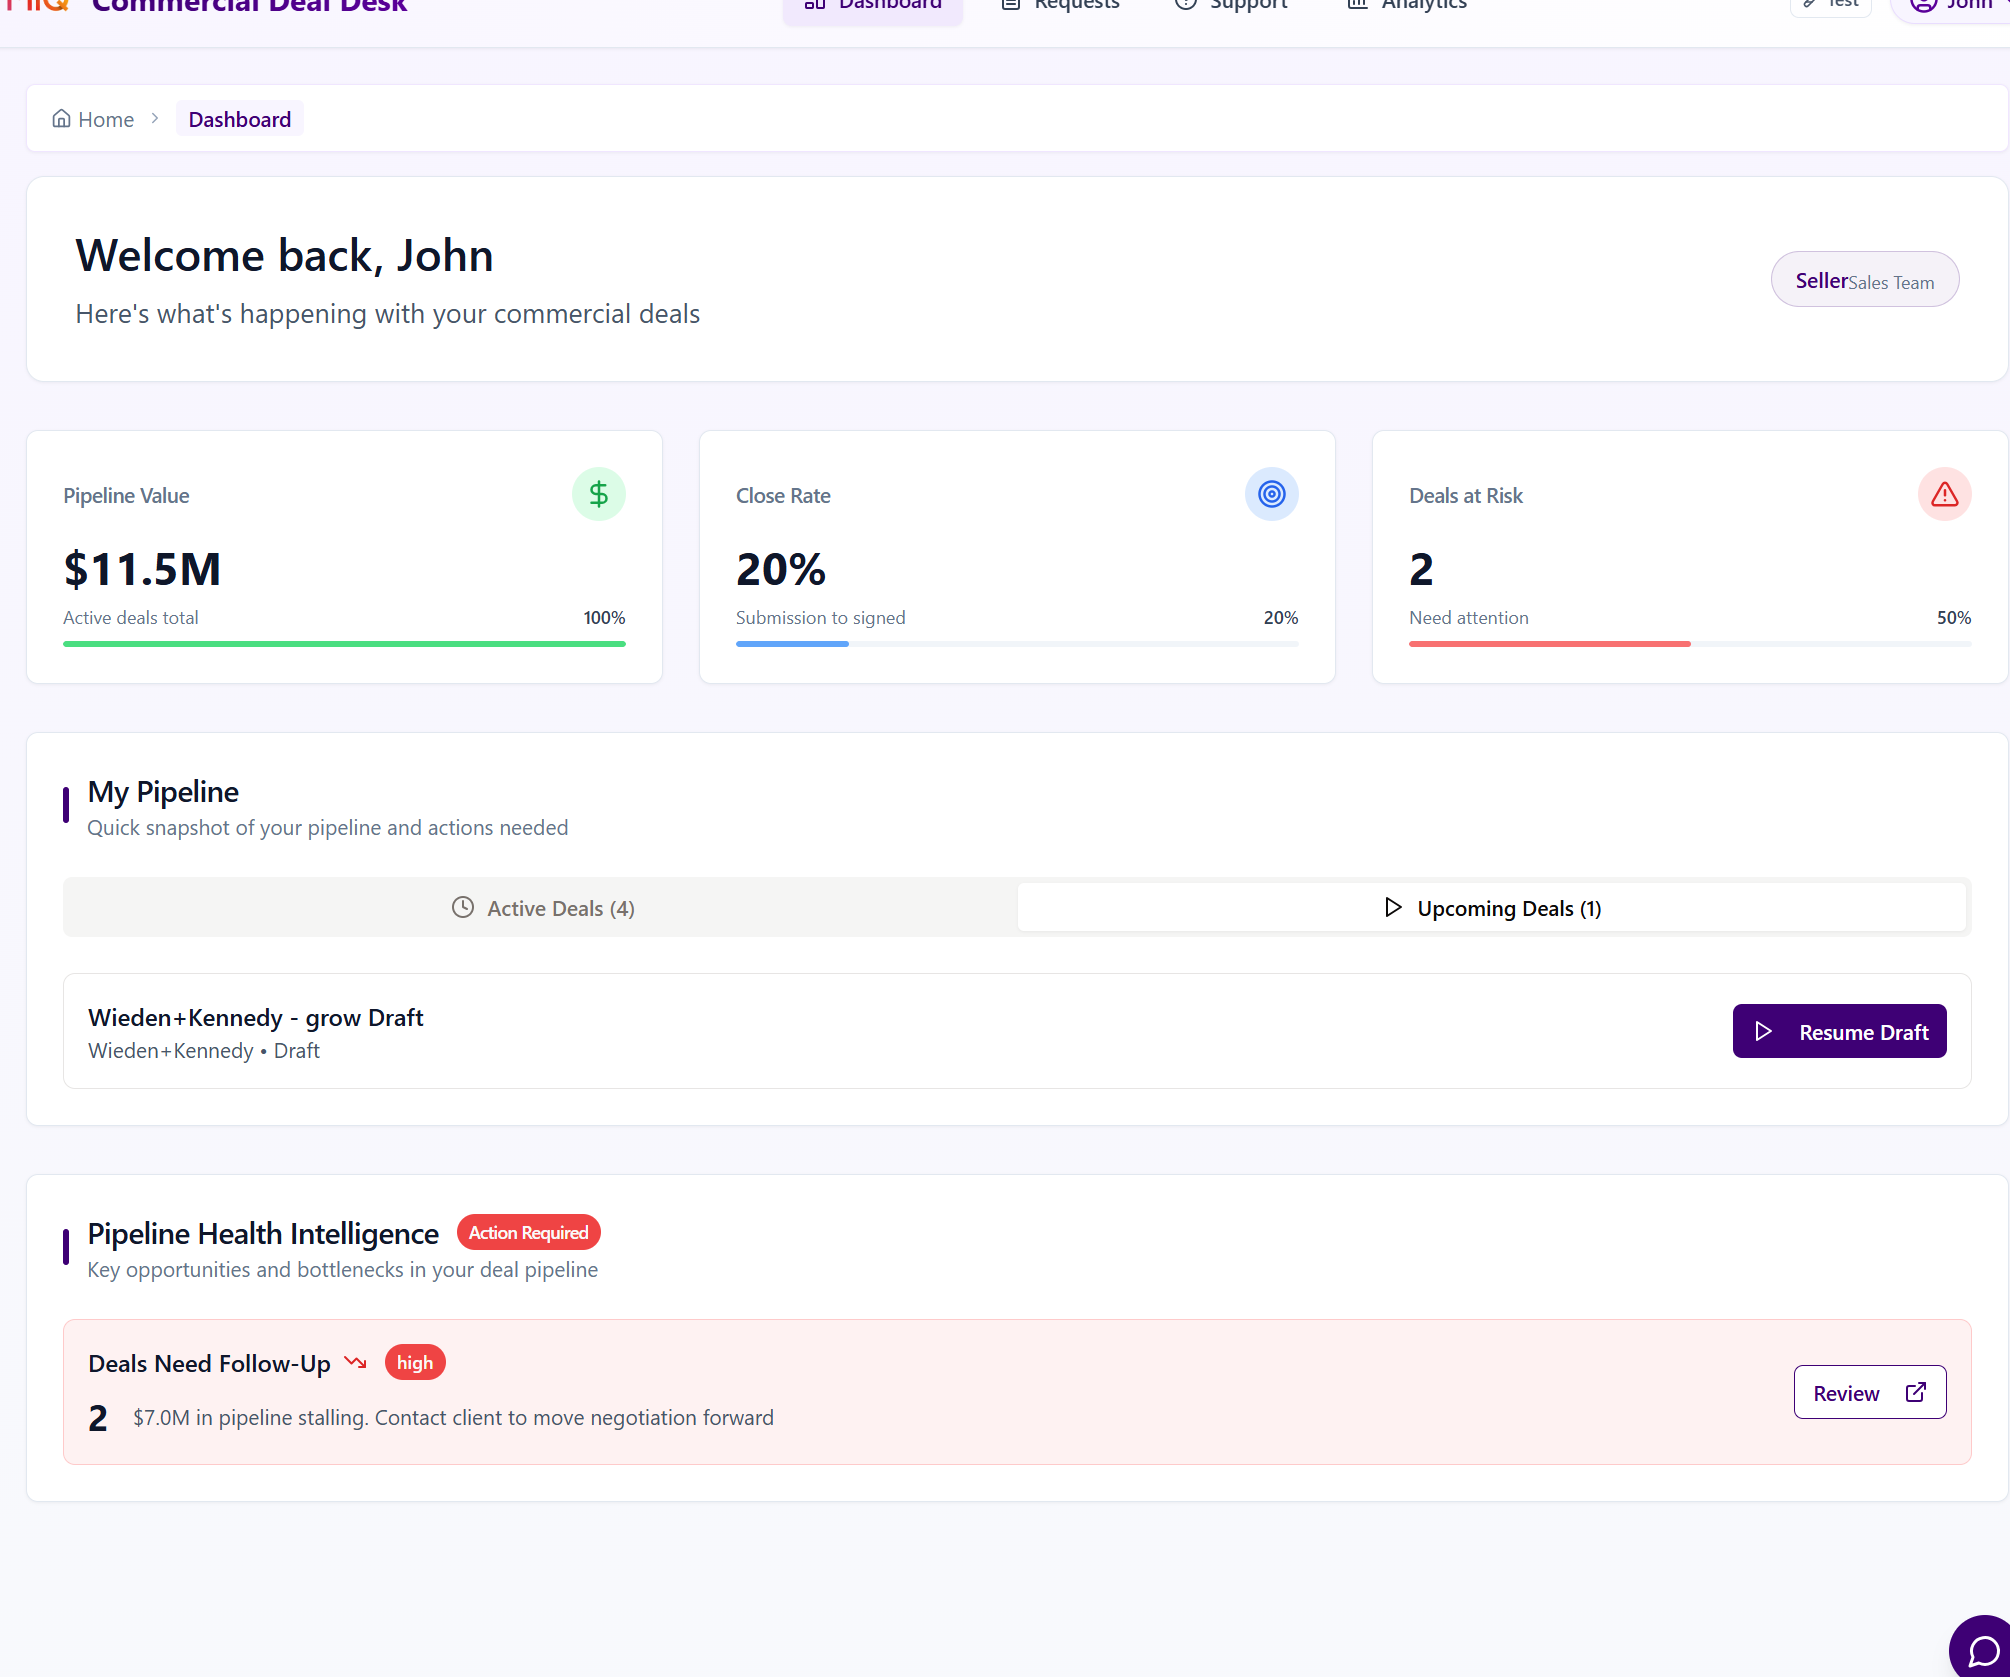 MiQ Commercial Deal Desk
Dashboard Requests Support Analytics Test John
Home Dashboard
Welcome back, John
Here's what's happening with your commercial deals
Seller Sales Team
Pipeline Value
$11.5M
Active deals total 100%
Close Rate
20%
Submission to signed 20%
Deals at Risk
2
Need attention 50%
My Pipeline
Quick snapshot of your pipeline and actions needed
Active Deals (4) Upcoming Deals (1)
Wieden+Kennedy - grow Draft
Wieden+Kennedy • Draft
Resume Draft
Pipeline Health Intelligence Action Required
Key opportunities and bottlenecks in your deal pipeline
Deals Need Follow-Up high
2 $7.0M in pipeline stalling. Contact client to move negotiation forward
Review